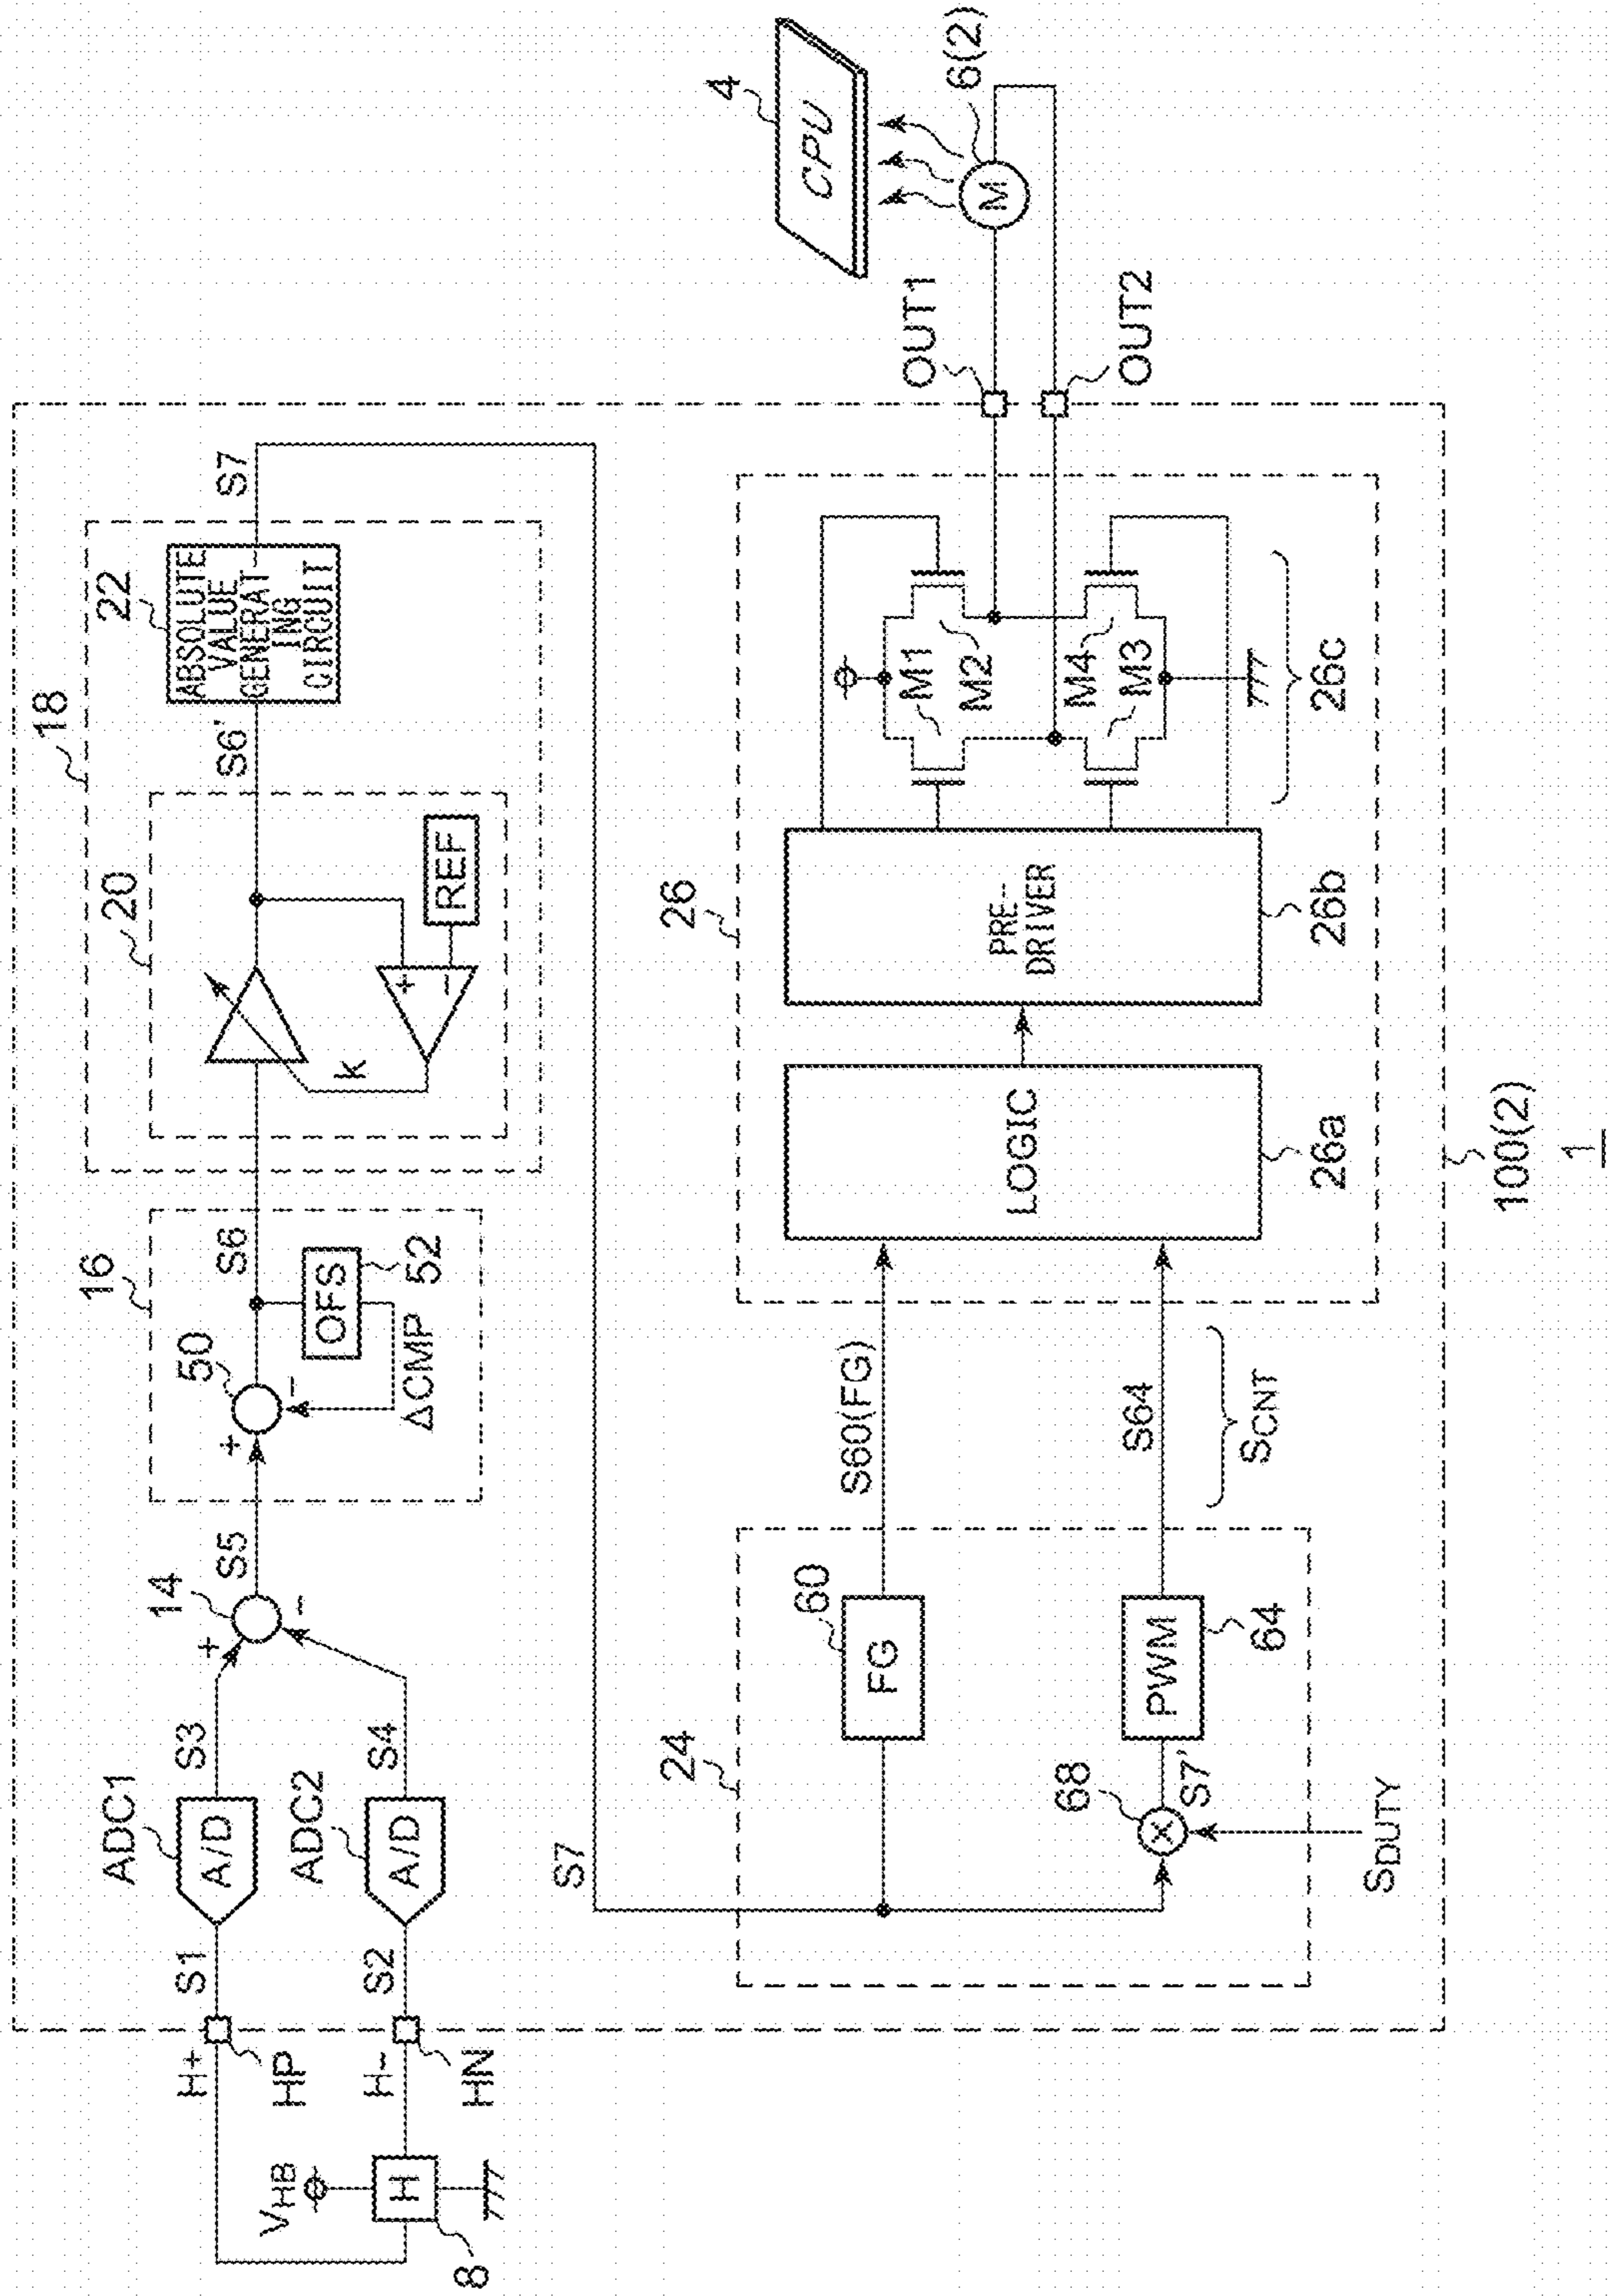 18
22
ABSOLUTE
VALUE
GENERAT-
ING
CIRCUIT
S7
20
S6'
k
+
−
REF
16
S6
50
+
−
OFS
52
ΔCMP
14
S5
+
-
ADC1
A/D
S3
ADC2
A/D
S4
S1
S2
H+
HP
H-
HN
VHB
H
8
S7
24
60
FG
PWM
64
68
X
S7'
SDUTY
S60(FG)
S64
SCNT
26
LOGIC
26a
PRE-
DRIVER
26b
M1
M2
M4
M3
26c
OUT1
OUT2
4
CPU
M
6(2)
100(2)
1